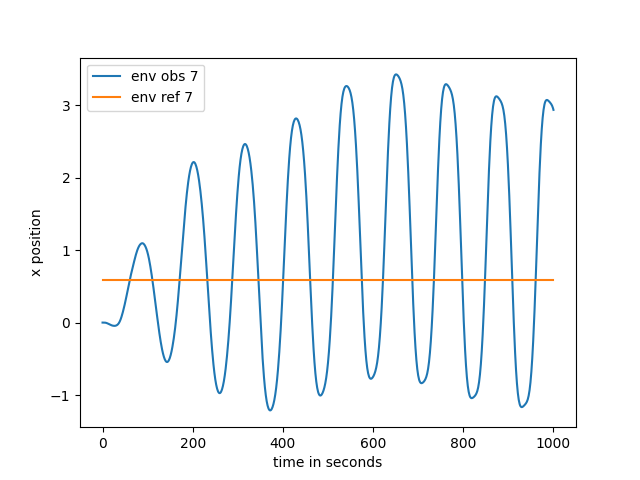 env obs 7
env ref 7
3
2
1
0
−1
x position
0
200
400
600
800
1000
time in seconds